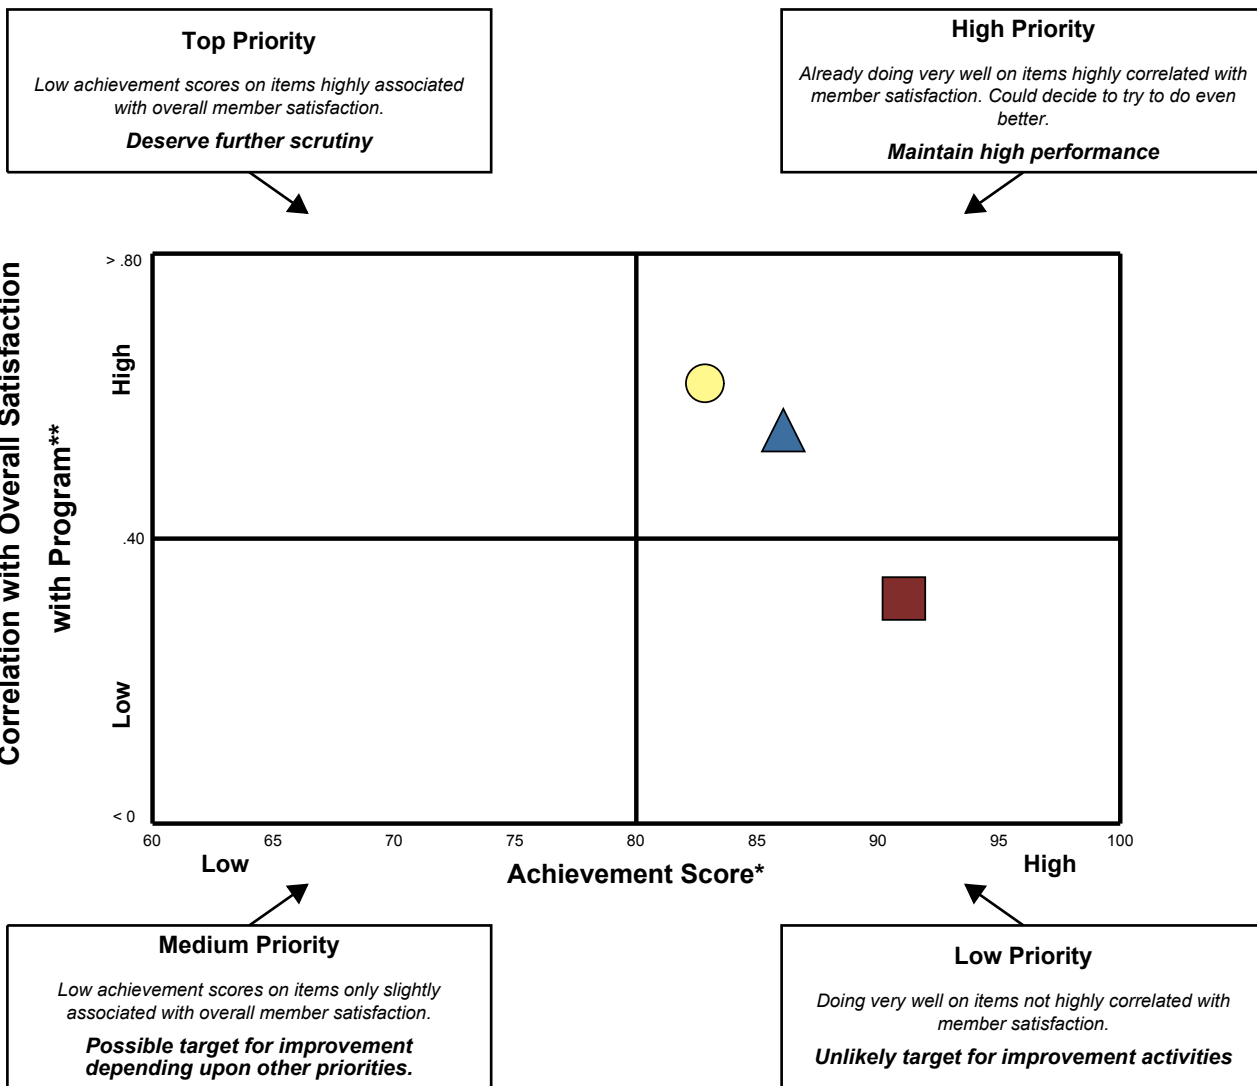 Top Priority
Low achievement scores on items highly associated
with overall member satisfaction.
Deserve further scrutiny
High Priority
Already doing very well on items highly correlated with
member satisfaction. Could decide to try to do even
better.
Maintain high performance
Correlation with Overall Satisfaction
with Program**
> .80
High
.40
Low
< 0
60 65 70 75 80 85 90 95 100
Low
Achievement Score*
High
Medium Priority
Low achievement scores on items only slightly
associated with overall member satisfaction.
Possible target for improvement
depending upon other priorities.
Low Priority
Doing very well on items not highly correlated with
member satisfaction.
Unlikely target for improvement activities